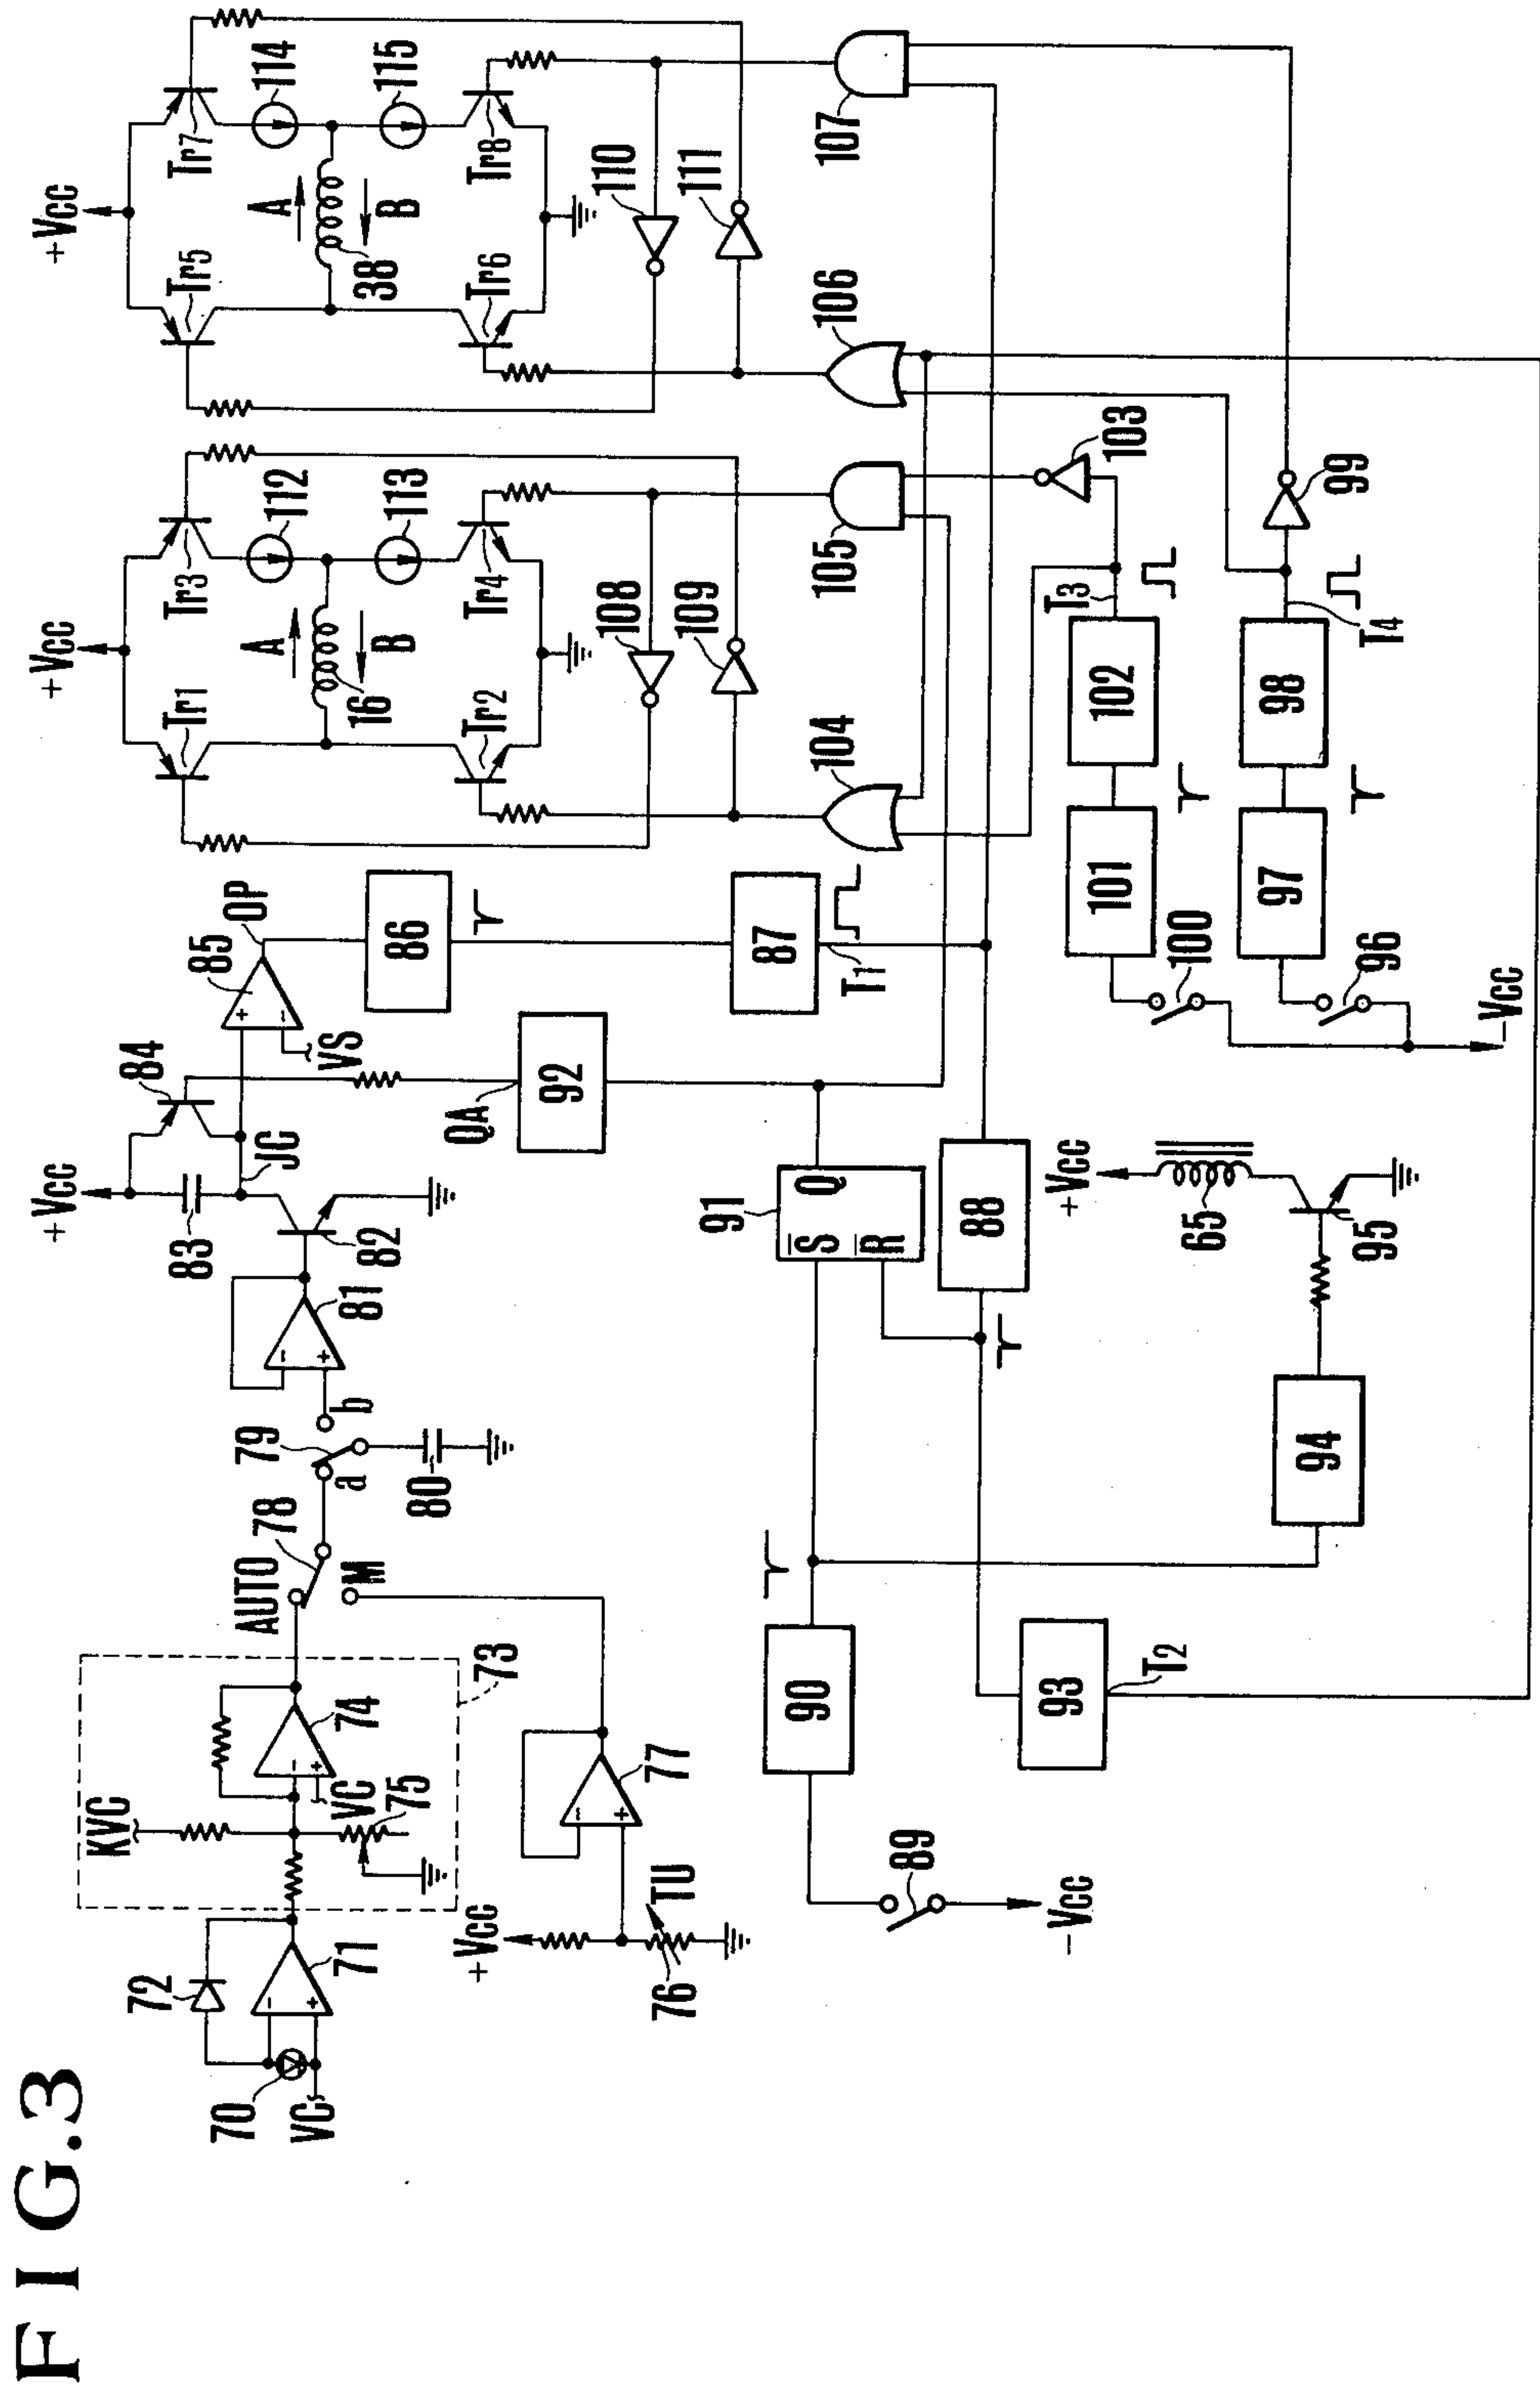 FIG.3
+Vcc
+Vcc
+Vcc
Tr5
Tr7
114
A
38
B
115
Tr6
Tr8
110
111
106
107
Tr1
Tr3
112
A
16
B
113
Tr2
Tr4
108
109
104
105
103
T3
102
101
100
99
T4
98
97
96
-Vcc
84
83
JC
85
OP
+
-
VS
86
87
T1
QA
92
82
81
-
+
b
79
a
80
78
AUTO
M
73
74
-
+
VC
75
KVC
72
71
-
+
70
VC
+Vcc
77
-
+
TU
76
91
S̅
Q
R̅
88
90
89
-Vcc
93
T2
94
+Vcc
65
95